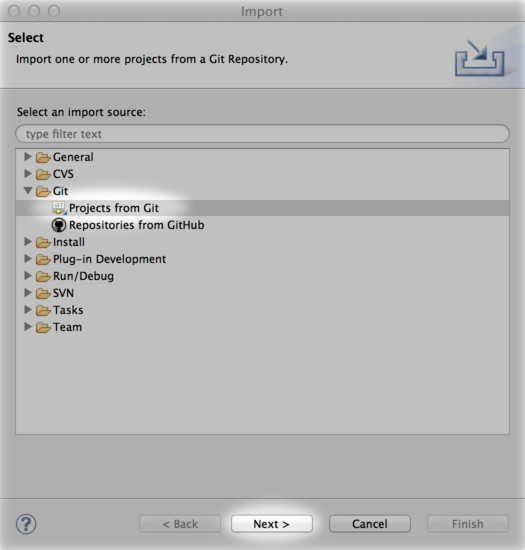 Import
Select
Import one or more projects from a Git Repository.
Select an import source:
type filter text
General
CVS
Git
Projects from Git
Repositories from GitHub
Install
Plug-in Development
Run/Debug
SVN
Tasks
Team
? < Back Next > Cancel Finish